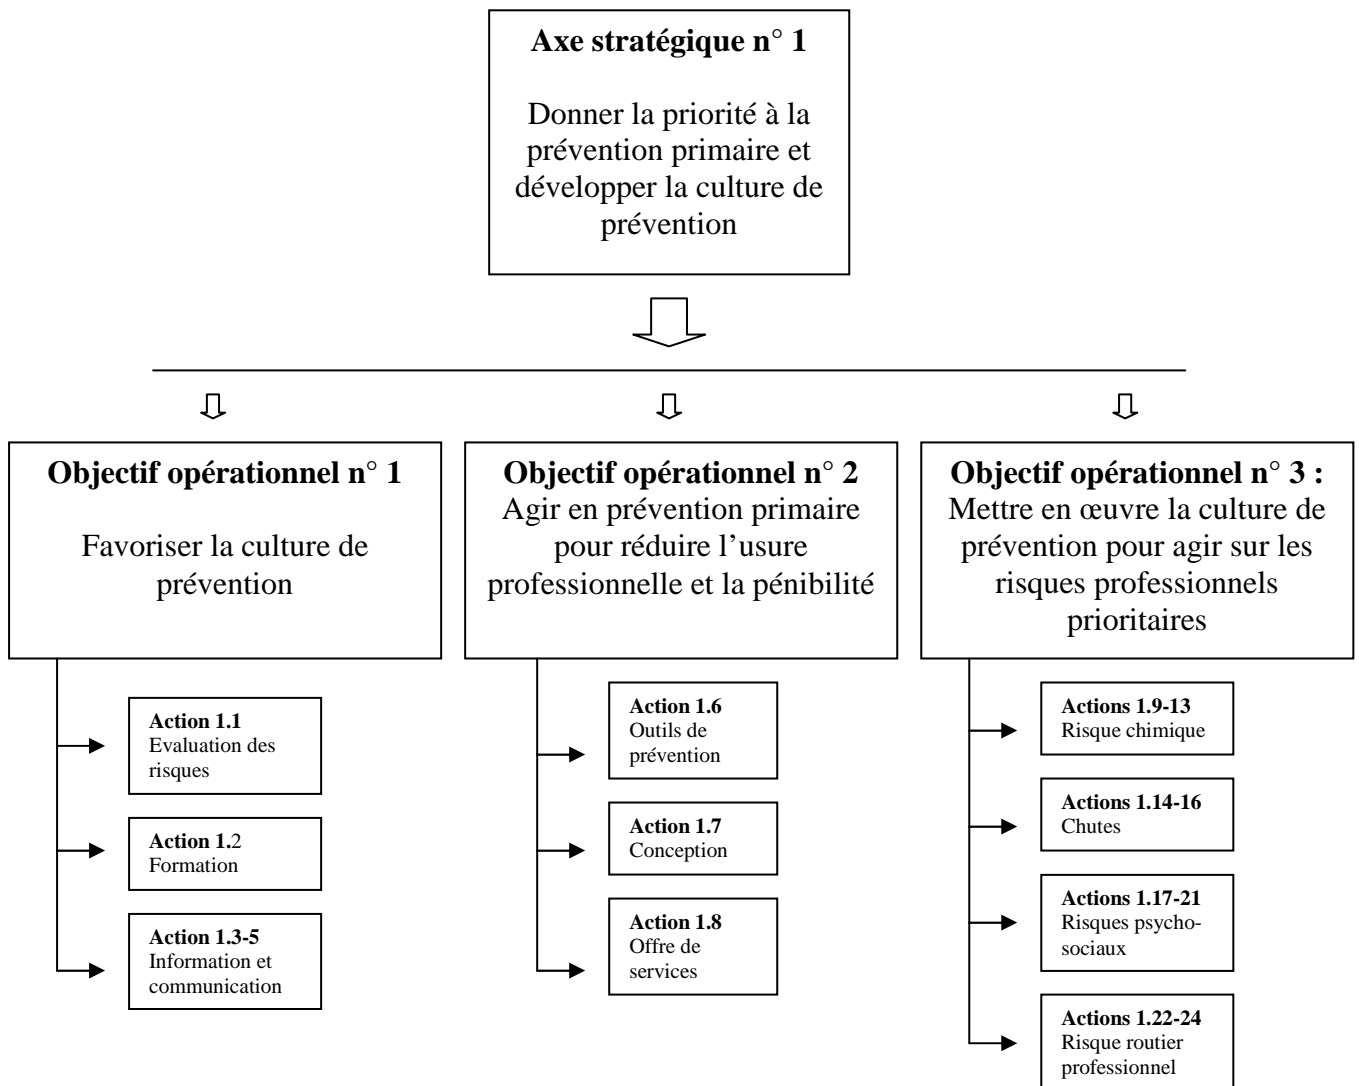 Axe stratégique n° 1
Donner la priorité à la
prévention primaire et
développer la culture de
prévention
Objectif opérationnel n° 1
Favoriser la culture de
prévention
Action 1.1
Evaluation des
risques
Action 1.2
Formation
Action 1.3-5
Information et
communication
Objectif opérationnel n° 2
Agir en prévention primaire
pour réduire l’usure
professionnelle et la pénibilité
Action 1.6
Outils de
prévention
Action 1.7
Conception
Action 1.8
Offre de
services
Objectif opérationnel n° 3 :
Mettre en œuvre la culture de
prévention pour agir sur les
risques professionnels
prioritaires
Actions 1.9-13
Risque chimique
Actions 1.14-16
Chutes
Actions 1.17-21
Risques psycho-
sociaux
Actions 1.22-24
Risque routier
professionnel